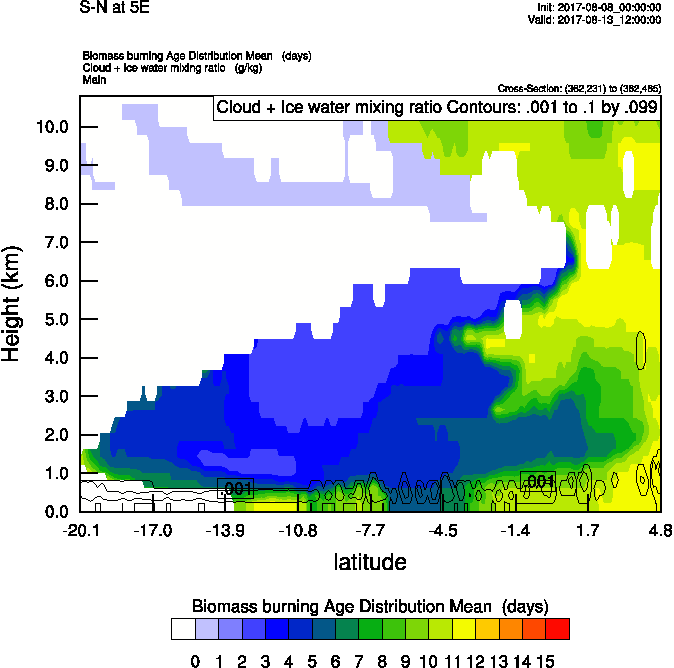 S-N at 5E
Init: 2017-08-08_00:00:00
Valid: 2017-08-13_12:00:00
Biomass burning Age Distribution Mean (days)
Cloud + Ice water mixing ratio (g/kg)
Main
Cross-Section: (362,231) to (362,485)
Cloud + Ice water mixing ratio Contours: .001 to .1 by .099
10.0
9.0
8.0
7.0
6.0
5.0
4.0
3.0
2.0
1.0
0.0
Height (km)
.001
.001
-20.1 -17.0 -13.9 -10.8 -7.7 -4.5 -1.4 1.7 4.8
latitude
Biomass burning Age Distribution Mean (days)
0 1 2 3 4 5 6 7 8 9 10 11 12 13 14 15